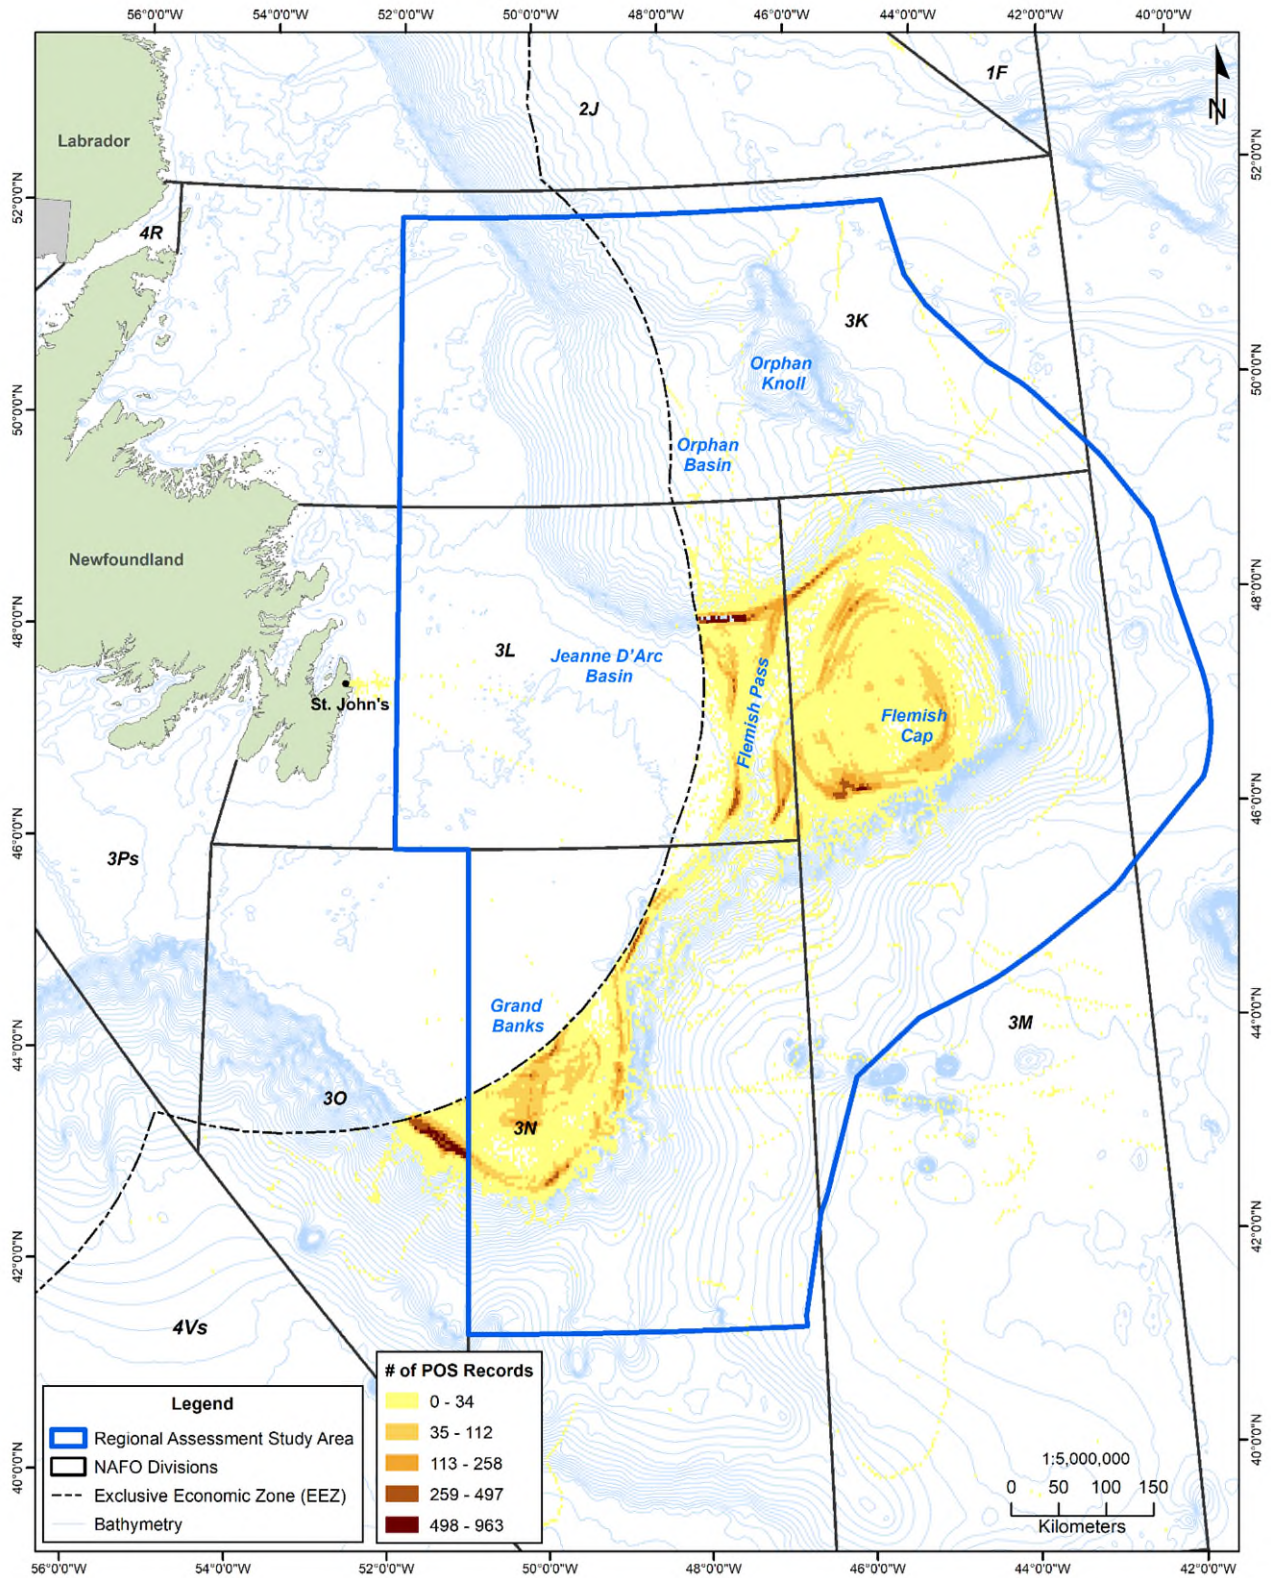 56°0'0"W 54°0'0"W 52°0'0"W 50°0'0"W 48°0'0"W 46°0'0"W 44°0'0"W 42°0'0"W 40°0'0"W
1F
N
2J
Labrador
52°0'0"N
52°0'0"N
4R
3K
Orphan
Knoll
50°0'0"N
50°0'0"N
Orphan
Basin
Newfoundland
48°0'0"N
48°0'0"N
3L
Jeanne D'Arc
Basin
Flemish Pass
St. John's
Flemish
Cap
46°0'0"N
46°0'0"N
3Ps
Grand
Banks
44°0'0"N
44°0'0"N
3M
3O
3N
42°0'0"N
42°0'0"N
4Vs
# of POS Records
0 - 34
35 - 112
113 - 258
259 - 497
498 - 963
Legend
Regional Assessment Study Area
NAFO Divisions
Exclusive Economic Zone (EEZ)
Bathymetry
40°0'0"N
40°0'0"N
1:5,000,000
0 50 100 150
Kilometers
56°0'0"W 54°0'0"W 52°0'0"W 50°0'0"W 48°0'0"W 46°0'0"W 44°0'0"W 42°0'0"W